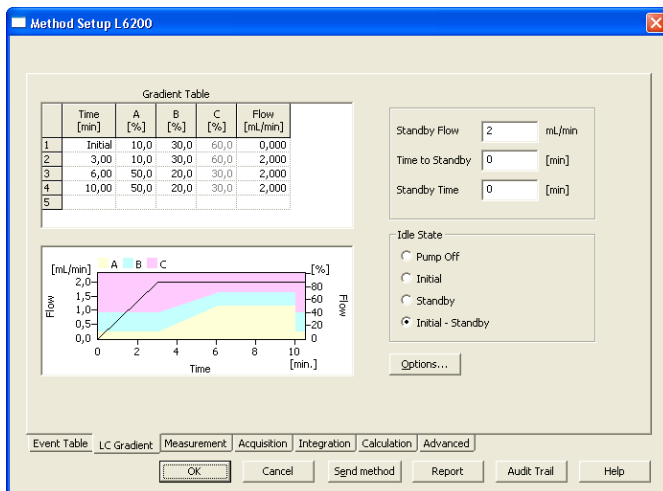 Method Setup L6200
Gradient Table
Time [min] A [%] B [%] C [%] Flow [mL/min]
1 Initial 10,0 30,0 60,0 0,000
2 3,00 10,0 30,0 60,0 2,000
3 6,00 50,0 20,0 30,0 2,000
4 10,00 50,0 20,0 30,0 2,000
5
Standby Flow 2 mL/min
Time to Standby 0 [min]
Standby Time 0 [min]
Idle State
Pump Off
Initial
Standby
Initial - Standby
Options...
[mL/min] A B C [%]
2,0
1,5
1,0
0,5
0,0
Flow
80
60
40
20
0
Flow
0 2 4 6 8 10
Time [min.]
Event Table LC Gradient Measurement Acquisition Integration Calculation Advanced
OK Cancel Send method Report Audit Trail Help